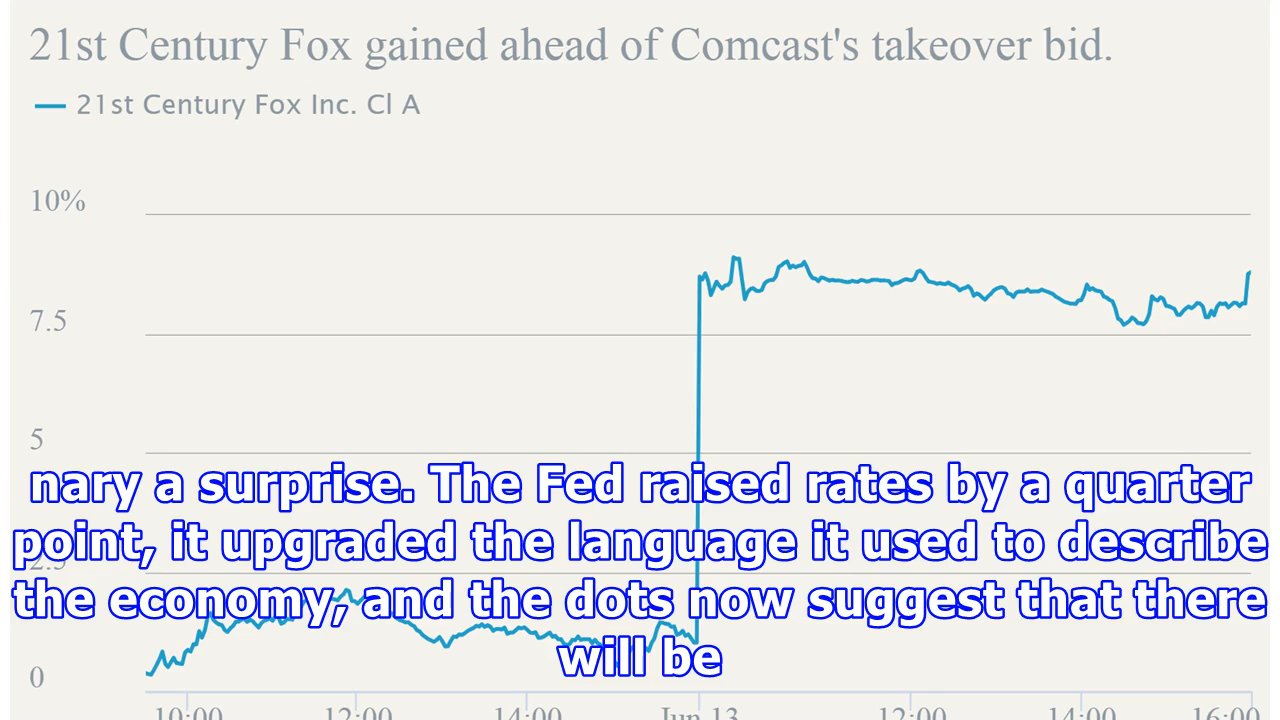 21st Century Fox gained ahead of Comcast's takeover bid.
21st Century Fox Inc. Cl A
10%
7.5
5
nary a surprise. The Fed raised rates by a quarter
point, it upgraded the language it used to describe
2.5
the economy, and the dots now suggest that there
will be
0
10:00 12:00 14:00 Jun 13 12:00 14:00 16:00